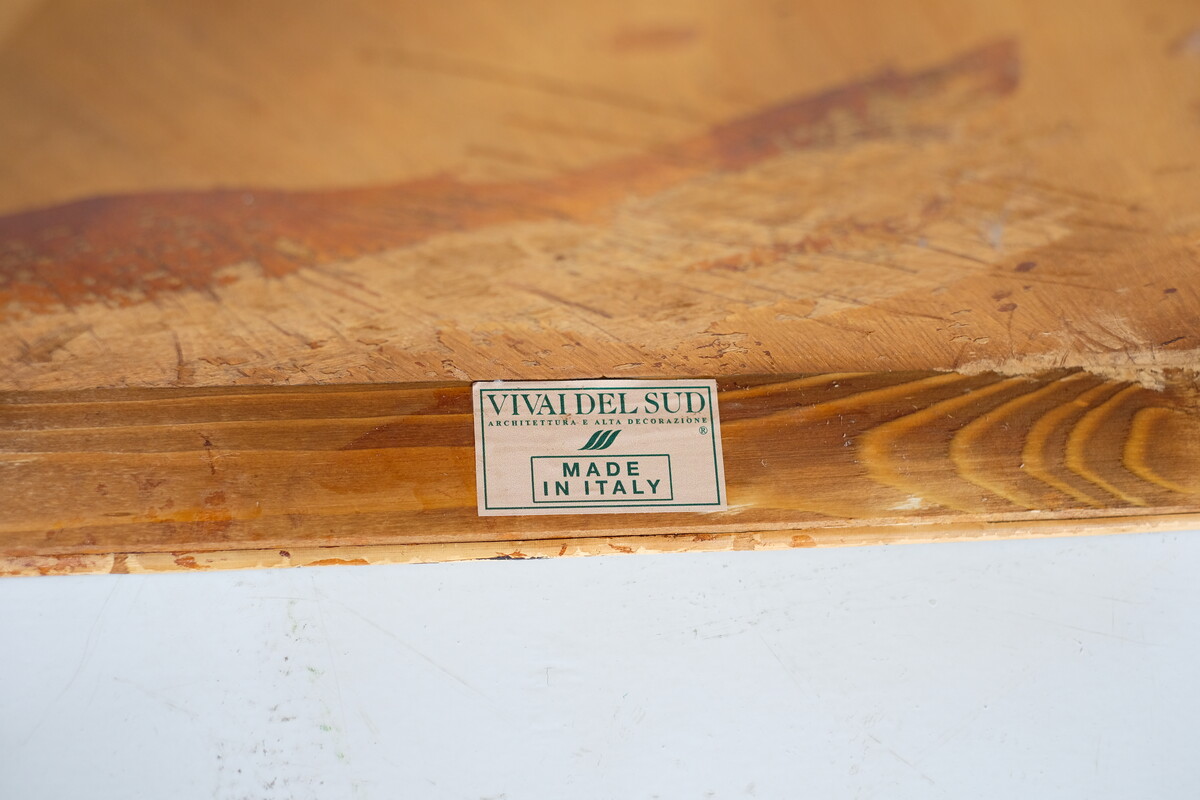 VIVAI DEL SUD
ARCHITETTURA E ALTA DECORAZIONE
®
MADE
IN ITALY